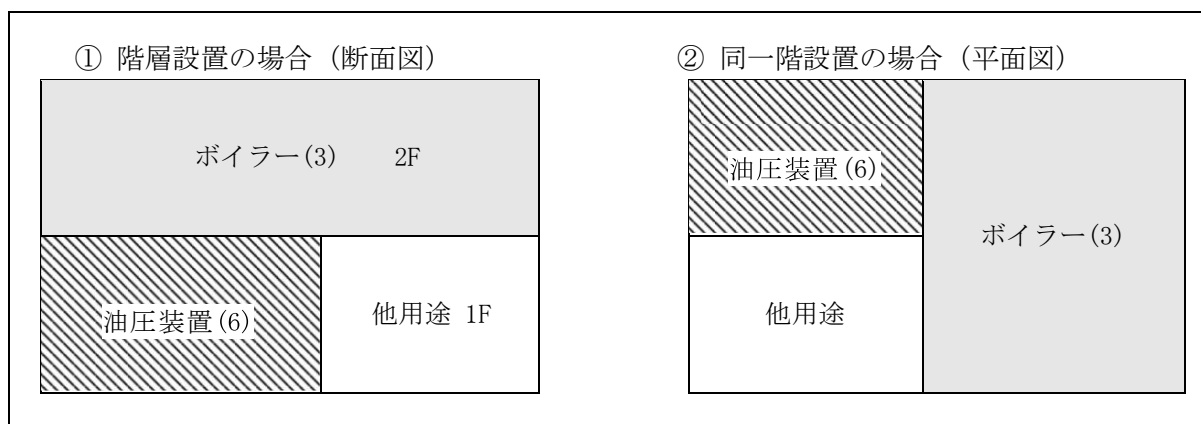 ① 階層設置の場合(断面図)
ボイラー(3) 2F
油圧装置(6)
他用途 1F
② 同一階設置の場合(平面図)
油圧装置(6)
ボイラー(3)
他用途